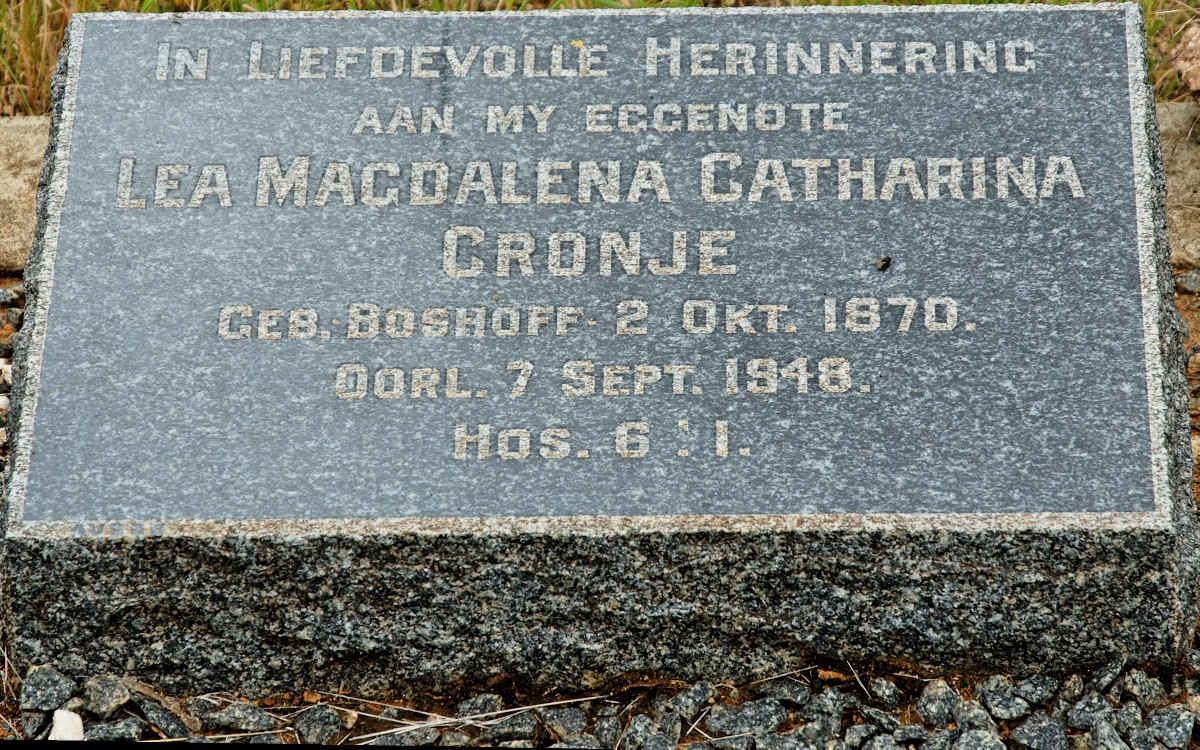 IN LIEFDEVOLLE HERINNERING
AAN MY EGGENOTE
LEA MAGDALENA CATHARINA
CRONJE
GEB. BOSHOFF 2 OKT. 1870.
OORL. 7 SEPT. 1948.
HOS. 6:1.